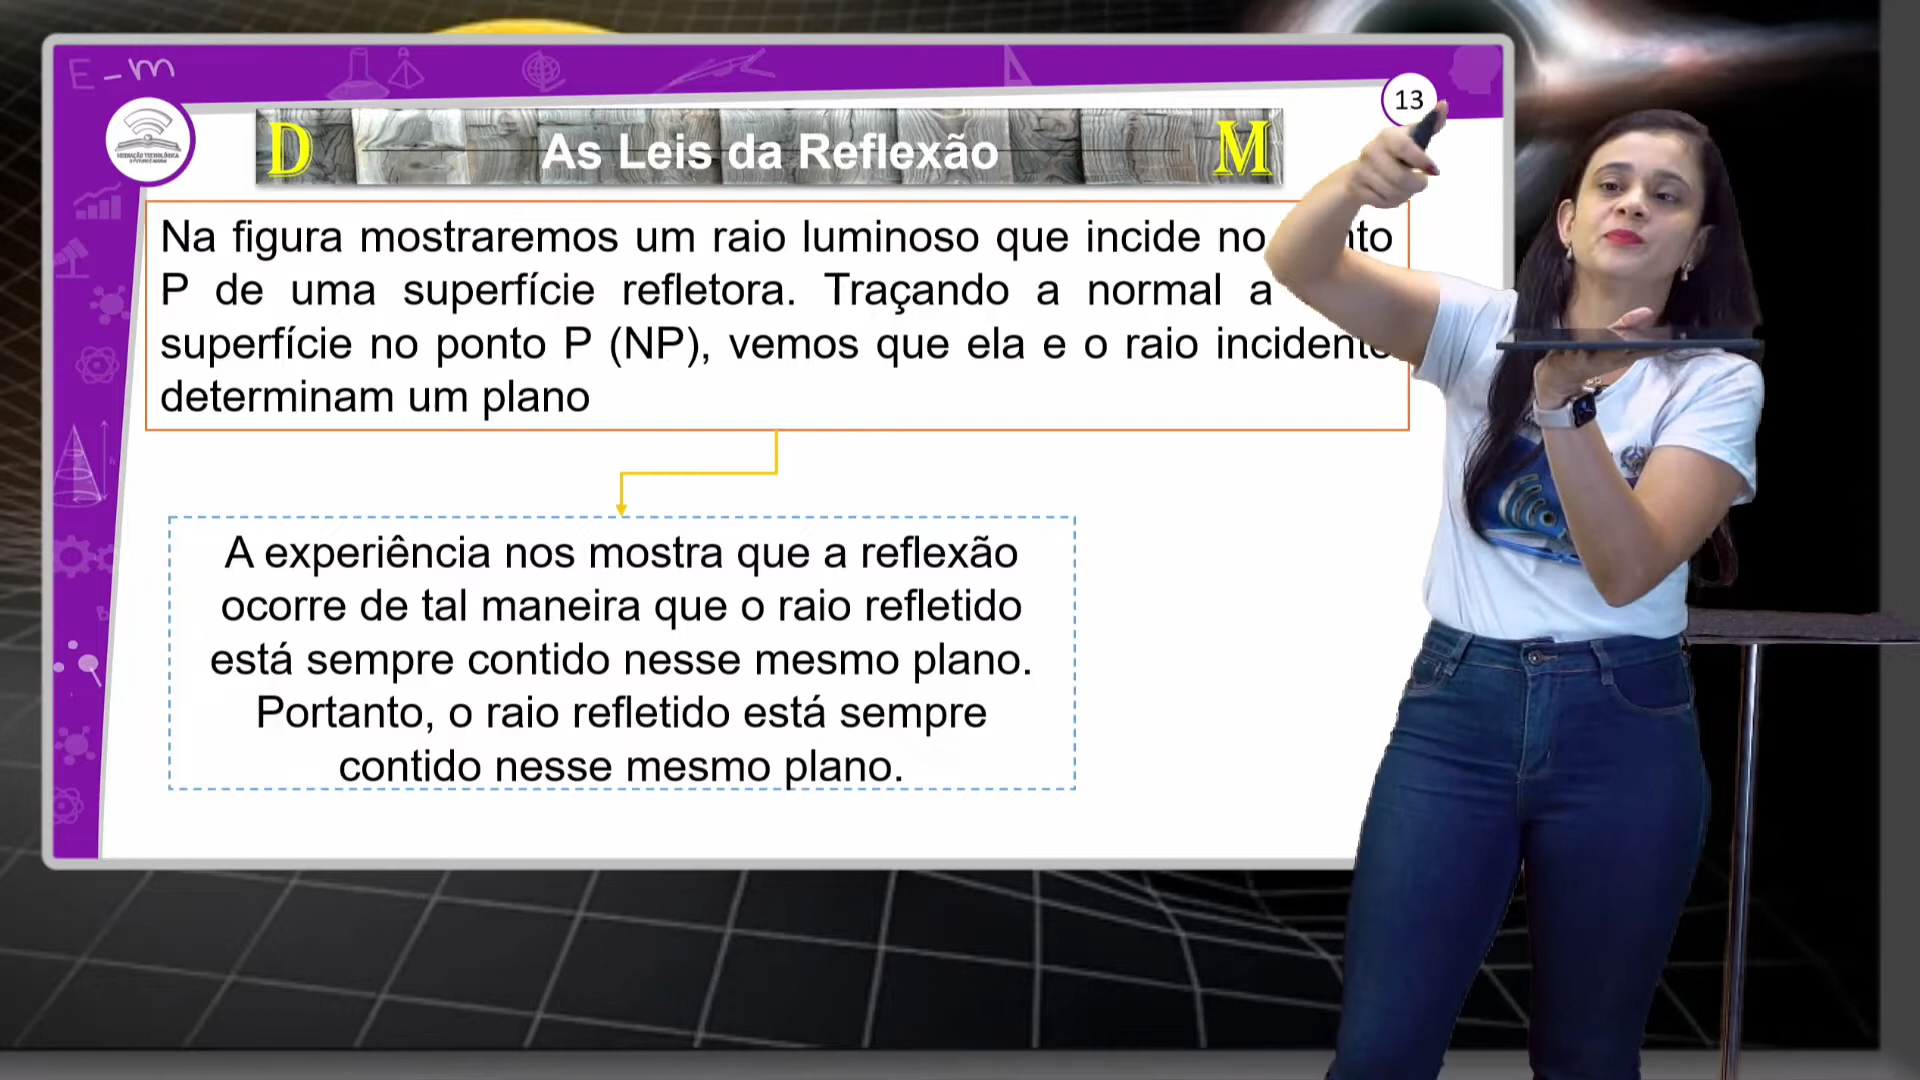 E-m
13
MEDIAÇÃO TECNOLÓGICA
D As Leis da Reflexão M
Na figura mostraremos um raio luminoso que incide no
P de uma superfície refletora. Traçando a normal a
superfície no ponto P (NP), vemos que ela e o raio incidente
determinam um plano
A experiência nos mostra que a reflexão
ocorre de tal maneira que o raio refletido
está sempre contido nesse mesmo plano.
Portanto, o raio refletido está sempre
contido nesse mesmo plano.